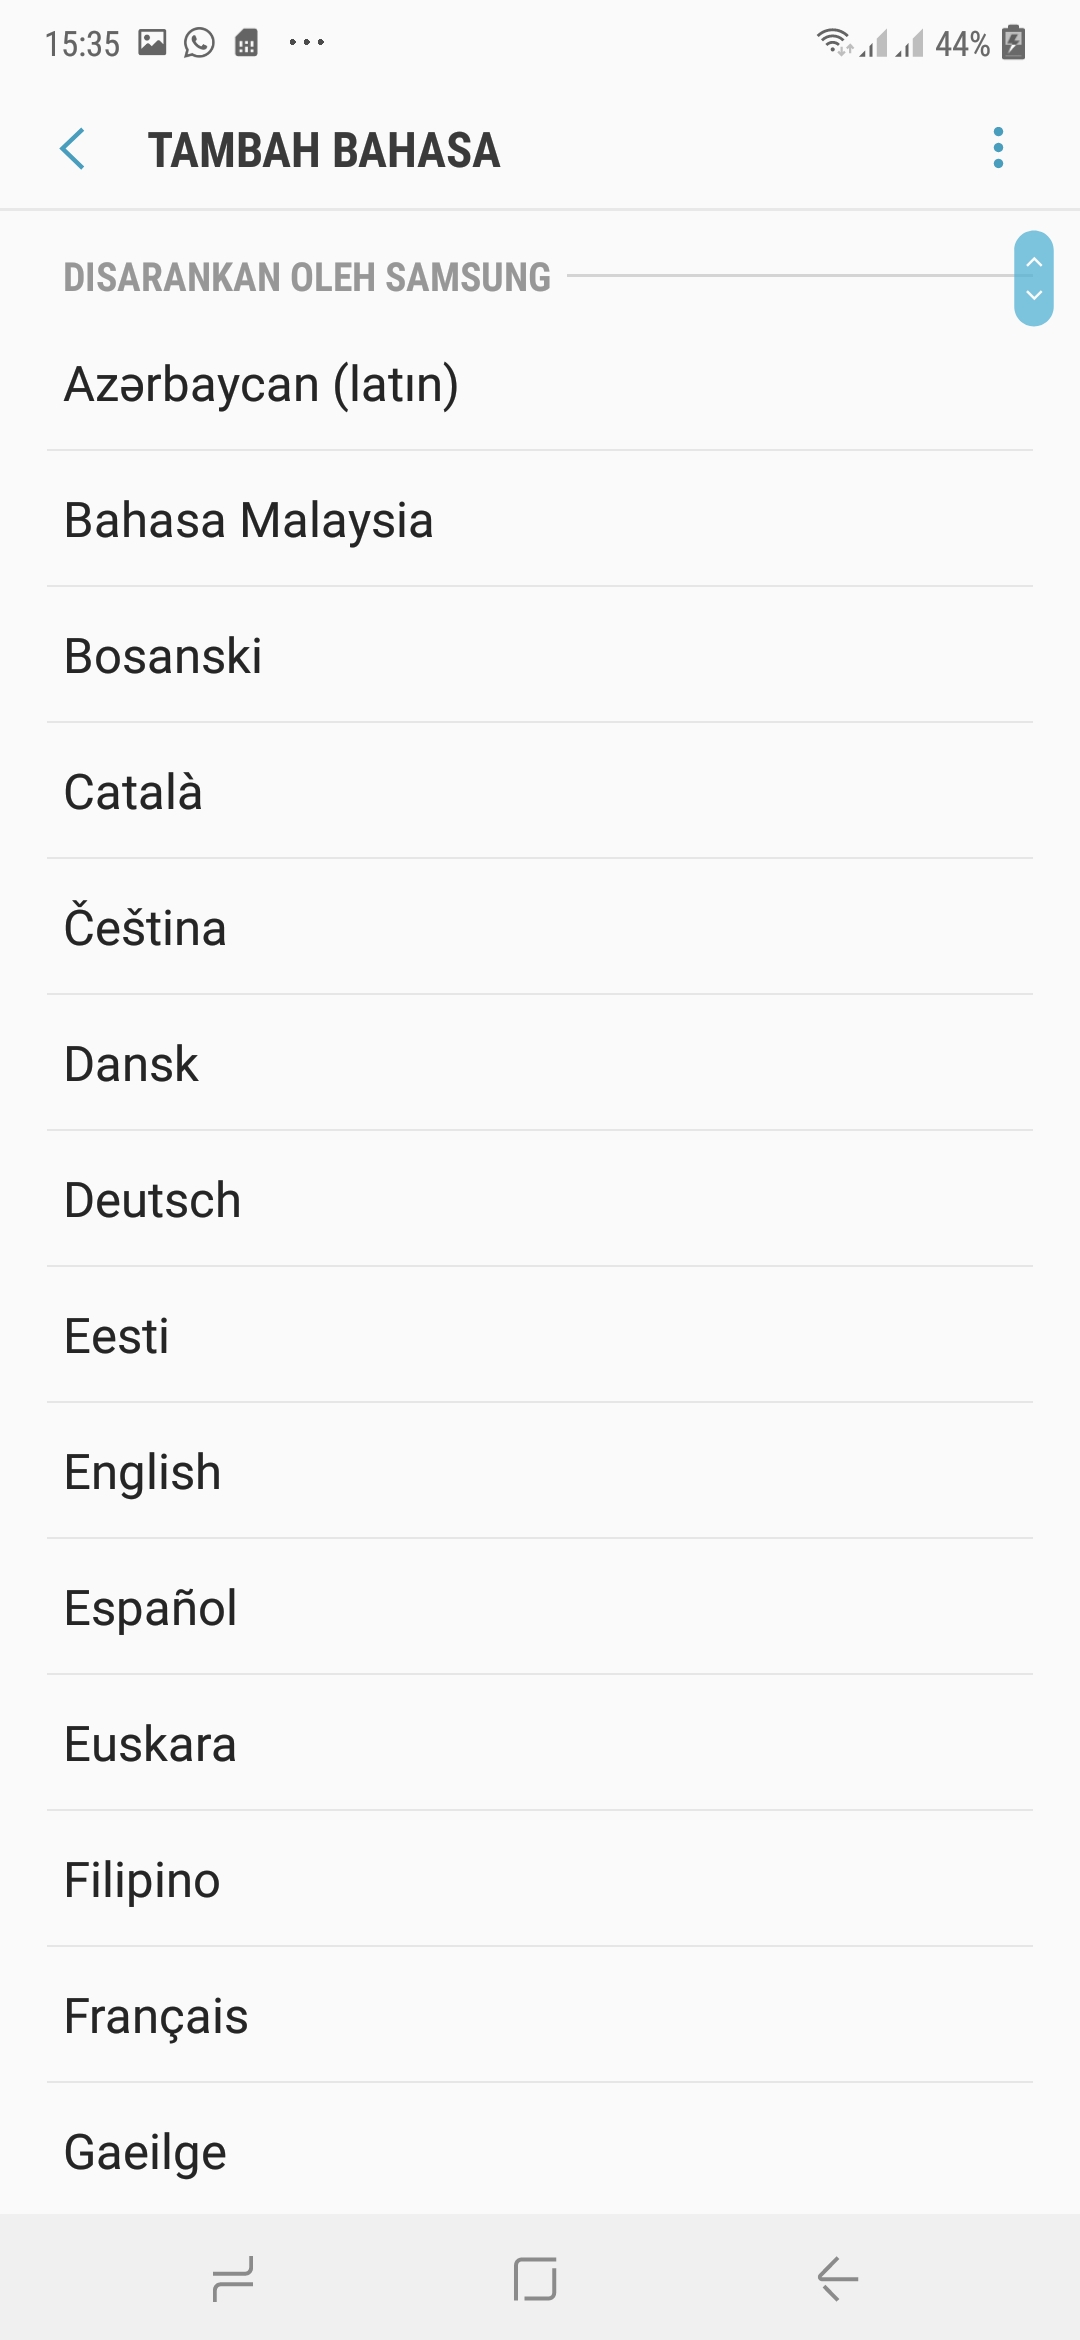 15:35
44%
TAMBAH BAHASA
DISARANKAN OLEH SAMSUNG
Azərbaycan (latın)
Bahasa Malaysia
Bosanski
Català
Čeština
Dansk
Deutsch
Eesti
English
Español
Euskara
Filipino
Français
Gaeilge